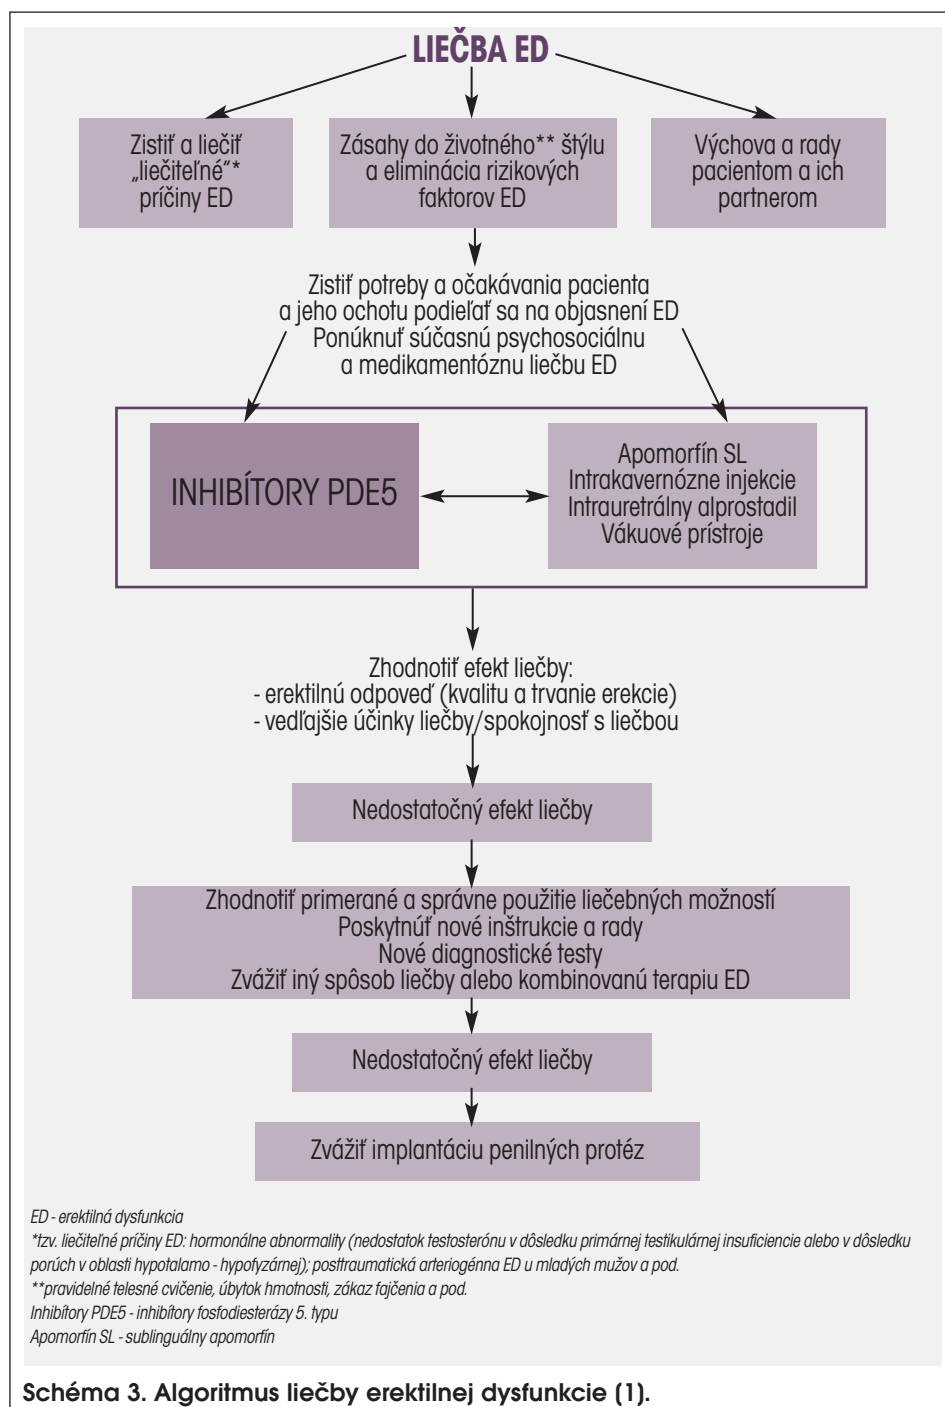 LIEČBA ED
Zistiť a liečiť
„liečiteľné“*
príčiny ED
Zásahy do životného** štýlu
a eliminácia rizikových
faktorov ED
Výchova a rady
pacientom a ich
partnerom
Zistiť potreby a očakávania pacienta
a jeho ochotu podieľať sa na objasnení ED
Ponúknuť súčasnú psychosociálnu
a medikamentóznu liečbu ED
INHIBÍTORY PDE5
Apomorfín SL
Intrakavernózne injekcie
Intrauretrálny alprostadil
Vákuové prístroje
Zhodnotiť efekt liečby:
- erektilnú odpoveď (kvalitu a trvanie erekcie)
- vedľajšie účinky liečby/spokojnosť s liečbou
Nedostatočný efekt liečby
Zhodnotiť primerané a správne použitie liečebných možností
Poskytnúť nové inštrukcie a rady
Nové diagnostické testy
Zvážiť iný spôsob liečby alebo kombinovanú terapiu ED
Nedostatočný efekt liečby
Zvážiť implantáciu penilných protéz
ED - erektilná dysfunkcia
*tzv. liečiteľné príčiny ED: hormonálne abnormality (nedostatok testosterónu v dôsledku primárnej testikulárnej insuficiencie alebo v dôsledku
porúch v oblasti hypotalamo - hypofyzárnej); posttraumatická arteriogénna ED u mladých mužov a pod.
**pravidelné telesné cvičenie, úbytok hmotnosti, zákaz fajčenia a pod.
Inhibítory PDE5 - inhibítory fosfodiesterázy 5. typu
Apomorfín SL - sublinguálny apomorfín
Schéma 3. Algoritmus liečby erektilnej dysfunkcie (1).